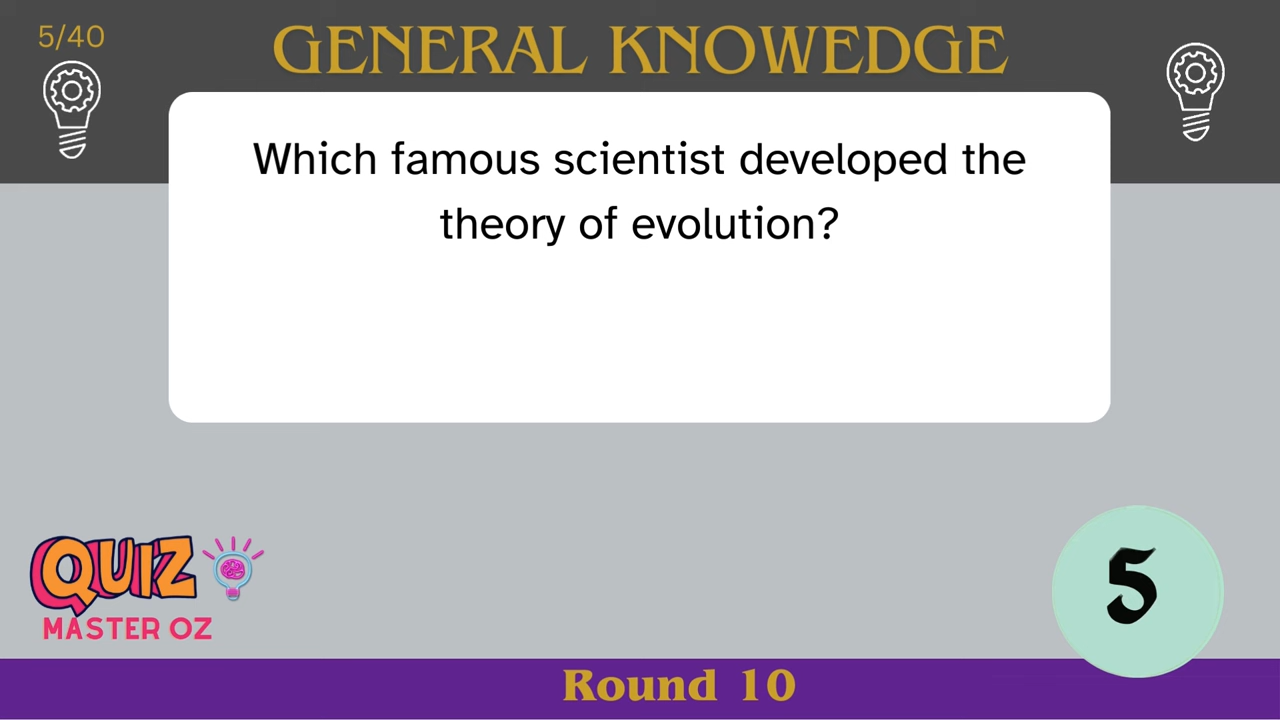 5/40
GENERAL KNOWEDGE
Which famous scientist developed the
theory of evolution?
QUIZ
MASTER OZ
5
Round 10